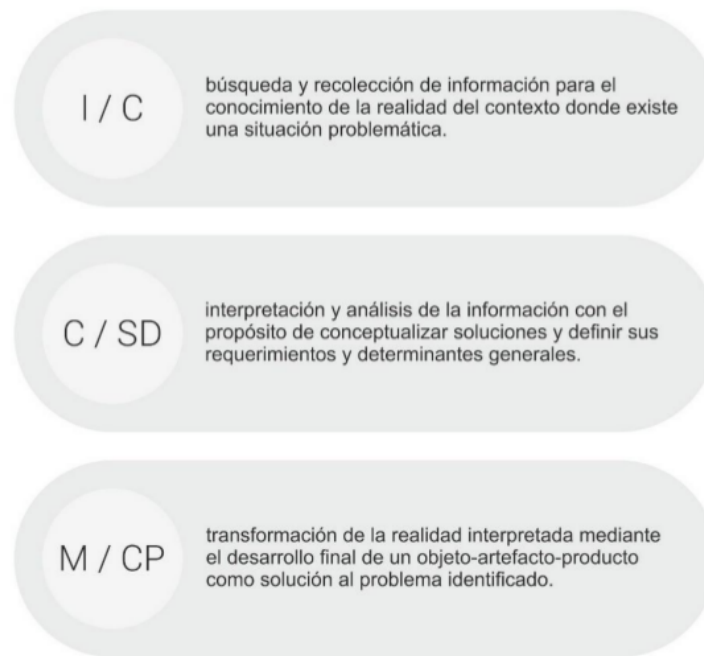 I / C
búsqueda y recolección de información para el
conocimiento de la realidad del contexto donde existe
una situación problemática.
C / SD
interpretación y análisis de la información con el
propósito de conceptualizar soluciones y definir sus
requerimientos y determinantes generales.
M / CP
transformación de la realidad interpretada mediante
el desarrollo final de un objeto-artefacto-producto
como solución al problema identificado.